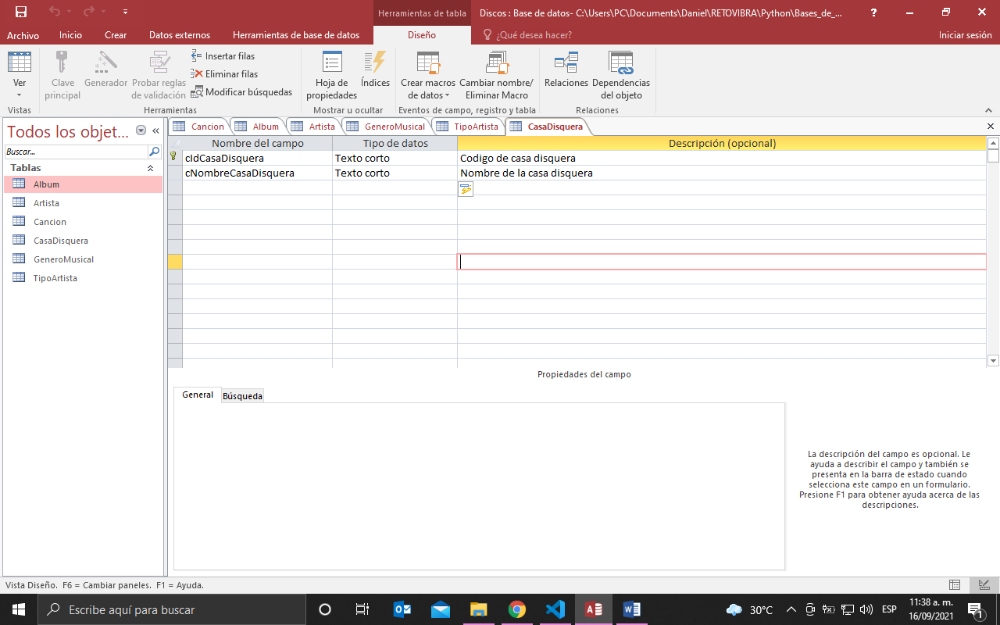 Herramientas de tabla
Discos : Base de datos- C:\Users\PC\Documents\Daniel\RETOVIBRA\Python\Bases_de_...
?
Archivo Inicio Crear Datos externos Herramientas de base de datos Diseño ¿Qué desea hacer? Iniciar sesión
Ver
Clave principal
Generador
Probar reglas de validación
Insertar filas
Eliminar filas
Modificar búsquedas
Hoja de propiedades
Índices
Crear macros de datos
Cambiar nombre/ Eliminar Macro
Relaciones
Dependencias del objeto
Vistas Herramientas Mostrar u ocultar Eventos de campo, registro y tabla Relaciones
Todos los objet...
Buscar...
Tablas
Album
Artista
Cancion
CasaDisquera
GeneroMusical
TipoArtista
Cancion Album Artista GeneroMusical TipoArtista CasaDisquera
Nombre del campo Tipo de datos Descripción (opcional)
cIdCasaDisquera Texto corto Codigo de casa disquera
cNombreCasaDisquera Texto corto Nombre de la casa disquera
Propiedades del campo
General Búsqueda
La descripción del campo es opcional. Le
ayuda a describir el campo y también se
presenta en la barra de estado cuando
selecciona este campo en un formulario.
Presione F1 para obtener ayuda acerca de las
descripciones.
Vista Diseño. F6 = Cambiar paneles. F1 = Ayuda.
Escribe aquí para buscar
30°C
ESP
11:38 a. m.
16/09/2021
1